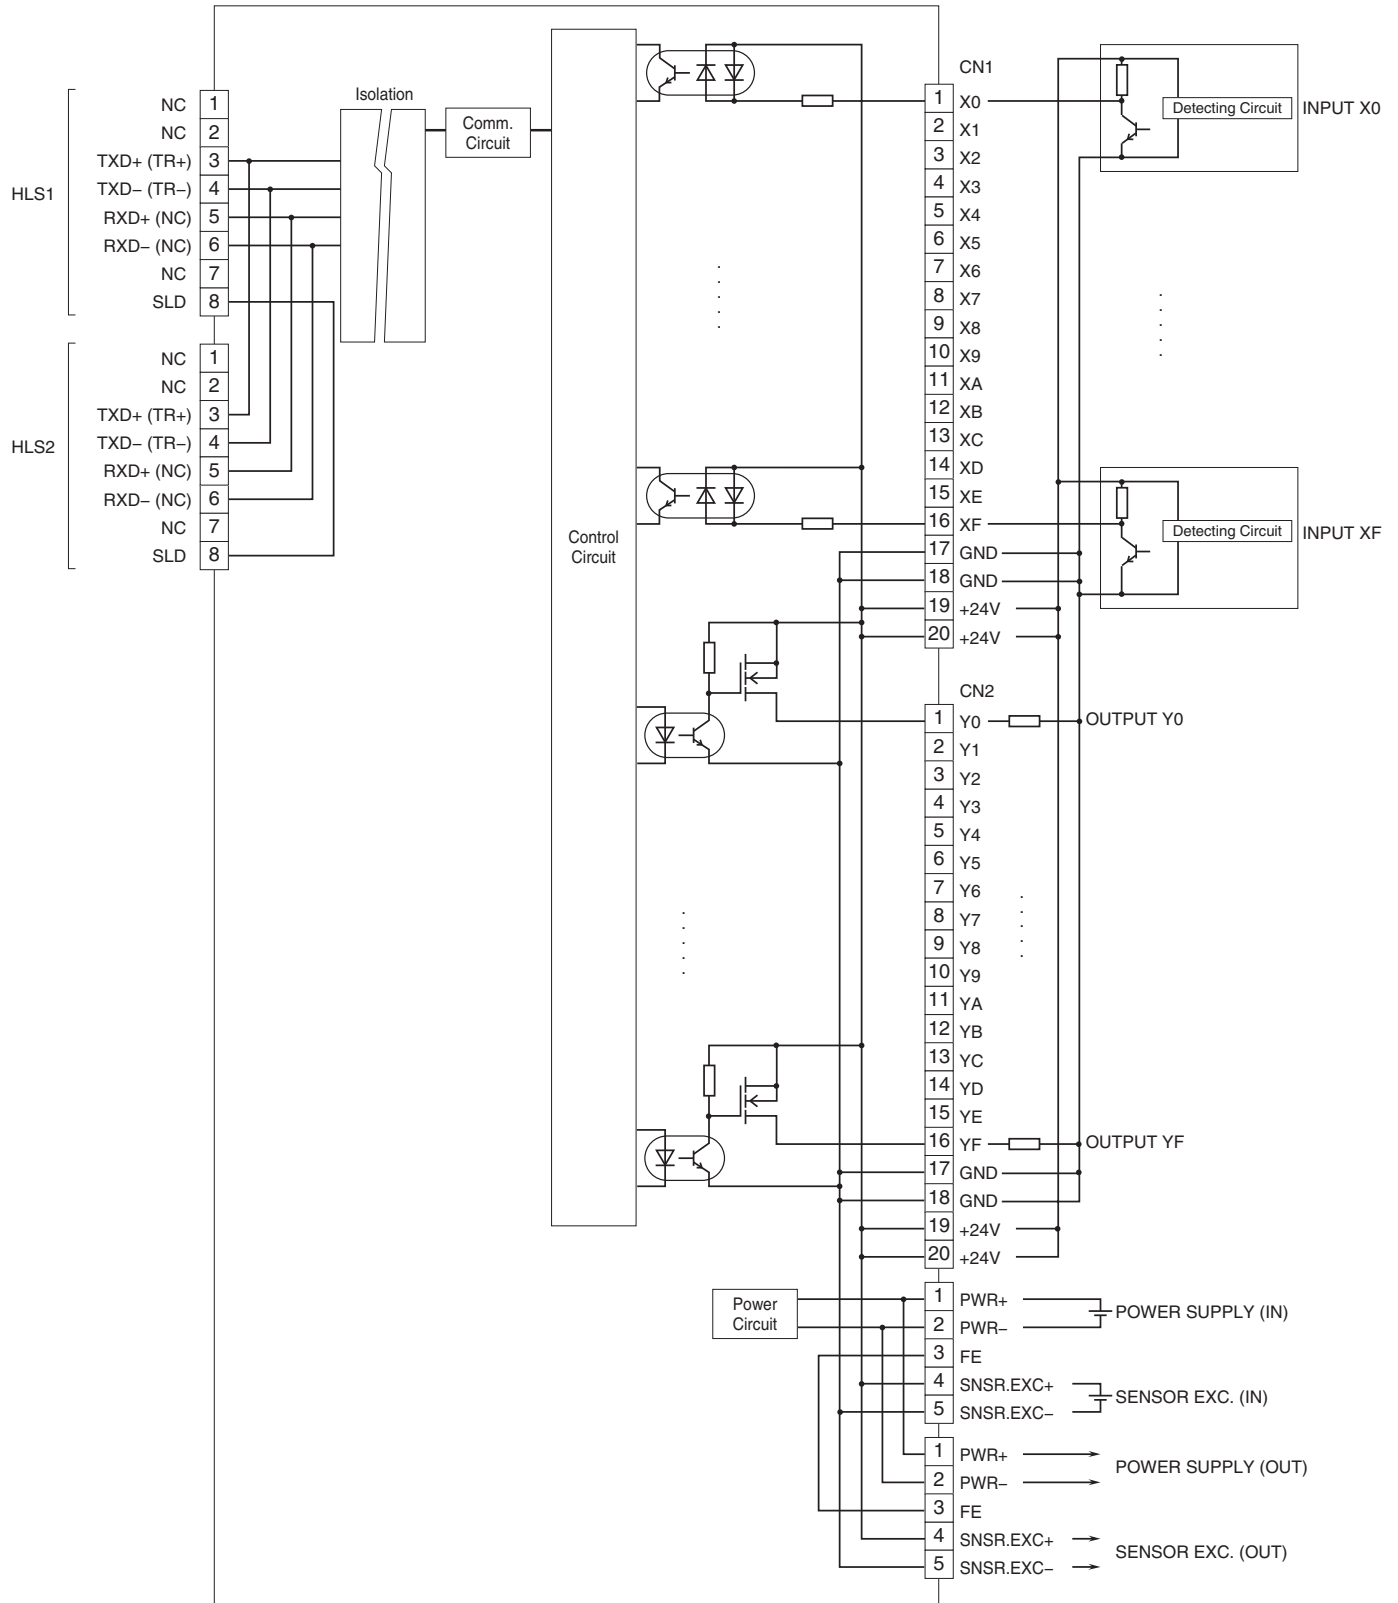 HLS1
NC 1
NC 2
TXD+ (TR+) 3
TXD− (TR−) 4
RXD+ (NC) 5
RXD− (NC) 6
NC 7
SLD 8
HLS2
NC 1
NC 2
TXD+ (TR+) 3
TXD− (TR−) 4
RXD+ (NC) 5
RXD− (NC) 6
NC 7
SLD 8
Isolation
Comm.
Circuit
Control
Circuit
CN1
1 X0
2 X1
3 X2
4 X3
5 X4
6 X5
7 X6
8 X7
9 X8
10 X9
11 XA
12 XB
13 XC
14 XD
15 XE
16 XF
17 GND
18 GND
19 +24V
20 +24V
Detecting Circuit
INPUT X0
Detecting Circuit
INPUT XF
CN2
1 Y0
2 Y1
3 Y2
4 Y3
5 Y4
6 Y5
7 Y6
8 Y7
9 Y8
10 Y9
11 YA
12 YB
13 YC
14 YD
15 YE
16 YF
17 GND
18 GND
19 +24V
20 +24V
OUTPUT Y0
OUTPUT YF
Power
Circuit
1 PWR+
2 PWR−
3 FE
4 SNSR.EXC+
5 SNSR.EXC−
POWER SUPPLY (IN)
SENSOR EXC. (IN)
1 PWR+
2 PWR−
3 FE
4 SNSR.EXC+
5 SNSR.EXC−
POWER SUPPLY (OUT)
SENSOR EXC. (OUT)